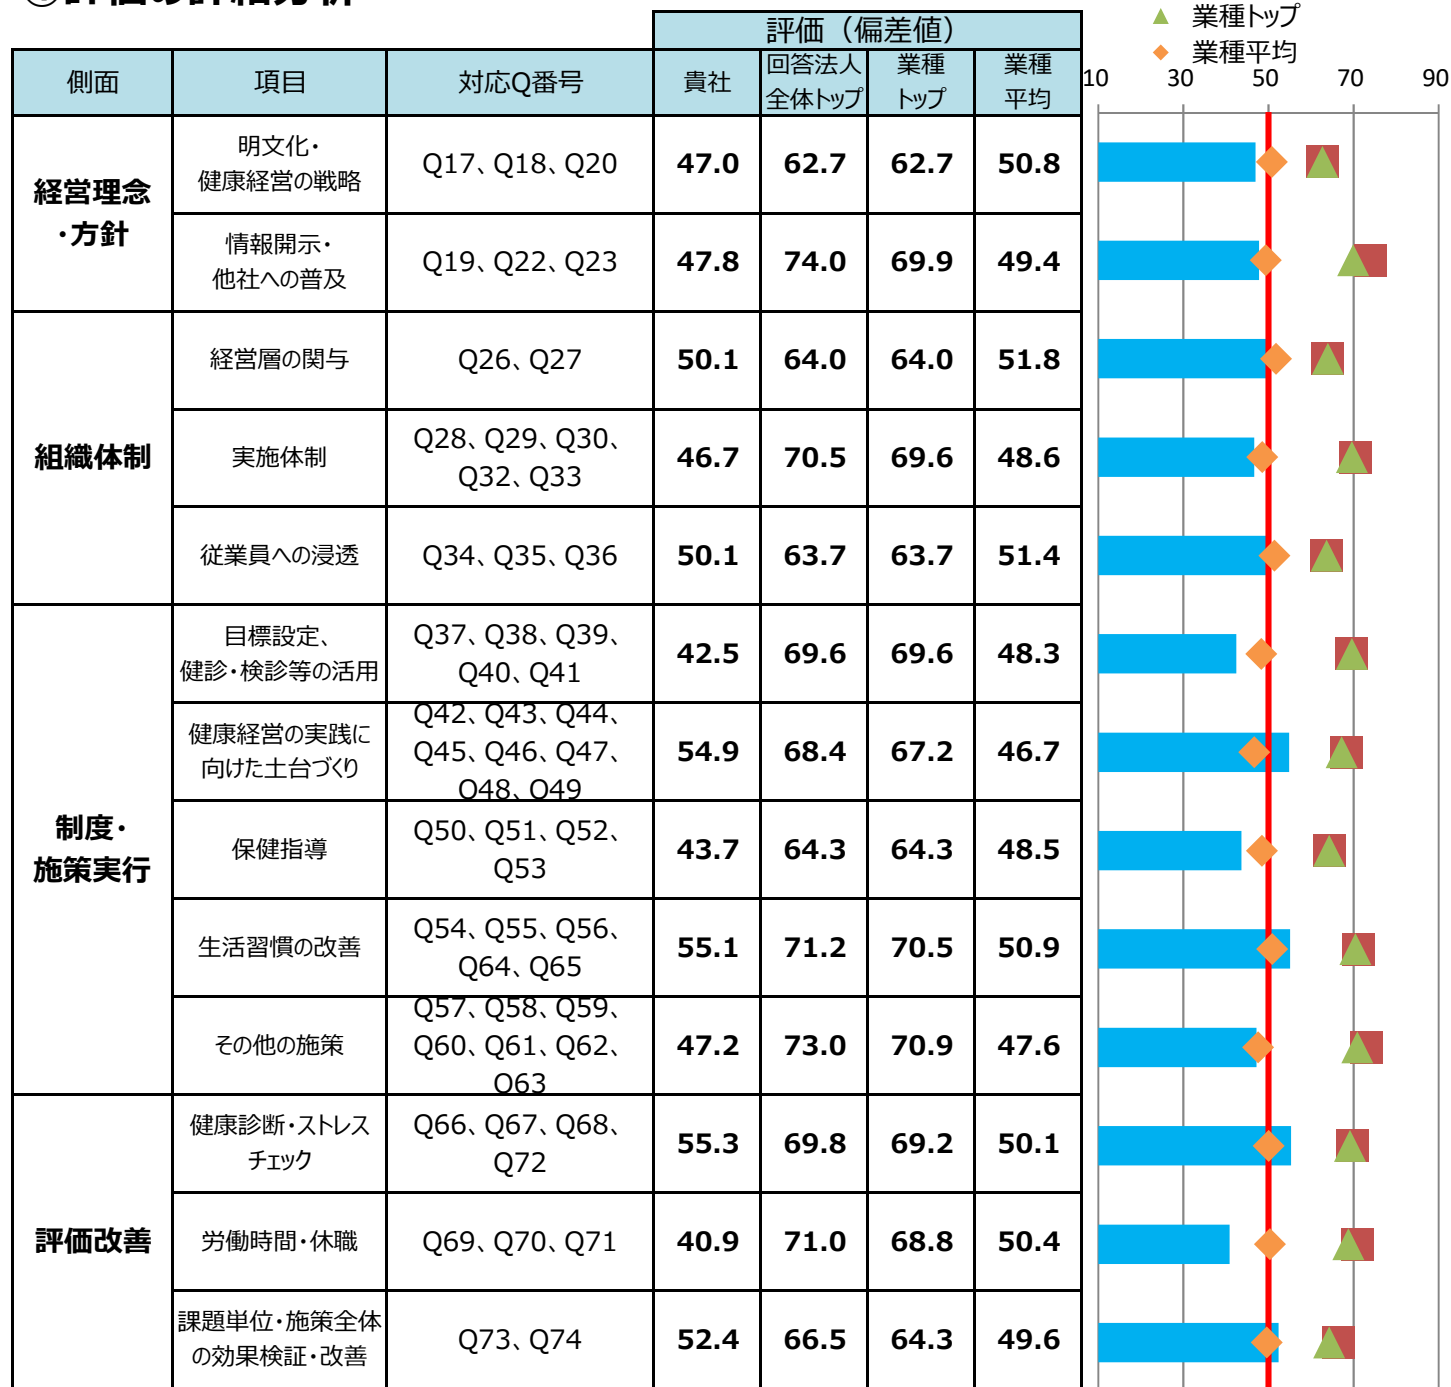 評価の詳細分析
▲ 業種トップ
◆ 業種平均
評価（偏差値）
側面 項目 対応Q番号 貴社 回答法人 業種 業種
全体トップ トップ 平均
10 30 50 70 90
経営理念
・方針
明文化・
健康経営の戦略
Q17、Q18、Q20 47.0 62.7 62.7 50.8
情報開示・
他社への普及
Q19、Q22、Q23 47.8 74.0 69.9 49.4
組織体制
経営層の関与 Q26、Q27 50.1 64.0 64.0 51.8
実施体制
Q28、Q29、Q30、
Q32、Q33
46.7 70.5 69.6 48.6
従業員への浸透 Q34、Q35、Q36 50.1 63.7 63.7 51.4
制度・
施策実行
目標設定、
健診・検診等の活用
Q37、Q38、Q39、
Q40、Q41
42.5 69.6 69.6 48.3
健康経営の実践に
向けた土台づくり
Q42、Q43、Q44、
Q45、Q46、Q47、
Q48、Q49
54.9 68.4 67.2 46.7
保健指導
Q50、Q51、Q52、
Q53
43.7 64.3 64.3 48.5
生活習慣の改善
Q54、Q55、Q56、
Q64、Q65
55.1 71.2 70.5 50.9
その他の施策
Q57、Q58、Q59、
Q60、Q61、Q62、
Q63
47.2 73.0 70.9 47.6
評価改善
健康診断・ストレス
チェック
Q66、Q67、Q68、
Q72
55.3 69.8 69.2 50.1
労働時間・休職 Q69、Q70、Q71 40.9 71.0 68.8 50.4
課題単位・施策全体
の効果検証・改善
Q73、Q74 52.4 66.5 64.3 49.6